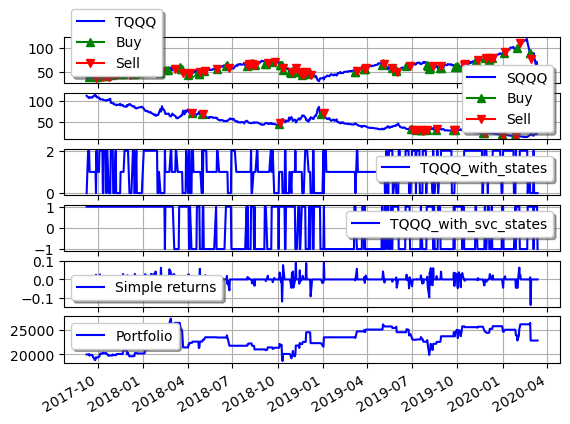 TQQQ
Buy
Sell
100
50
SQQQ
Buy
Sell
100
50
2
0
TQQQ_with_states
1
−1
TQQQ_with_svc_states
0.1
0.0
−0.1
Simple returns
25000
20000
Portfolio
2017-10
2018-01
2018-04
2018-07
2018-10
2019-01
2019-04
2019-07
2019-10
2020-01
2020-04